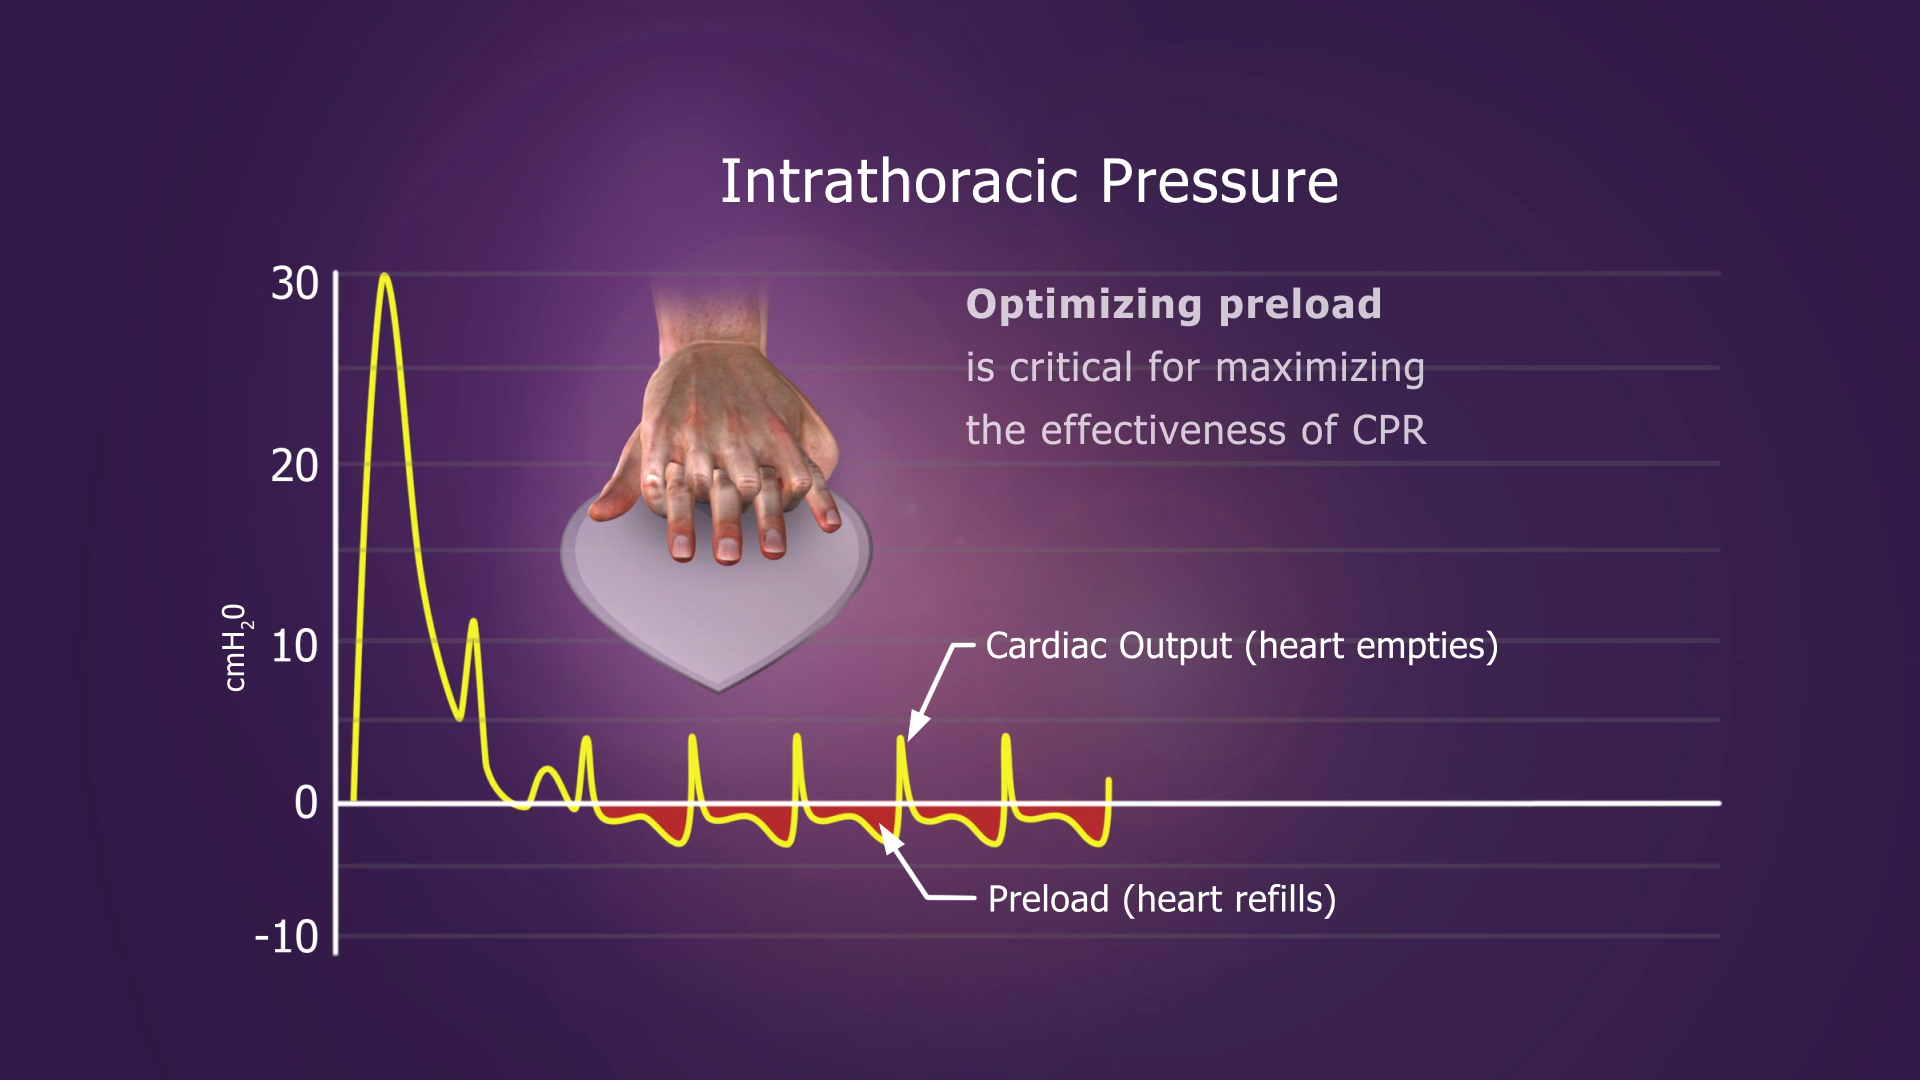 Intrathoracic Pressure
30
Optimizing preload
is critical for maximizing
the effectiveness of CPR
20
cmH₂0
10
Cardiac Output (heart empties)
0
Preload (heart refills)
-10